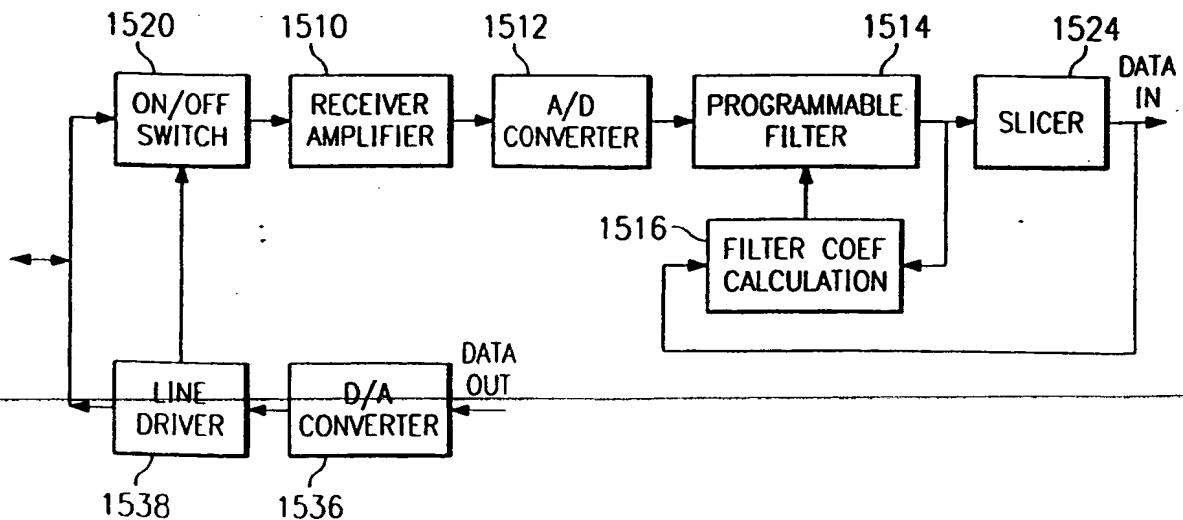 1520
1510
1512
1514
1524
ON/OFF
SWITCH
RECEIVER
AMPLIFIER
A/D
CONVERTER
PROGRAMMABLE
FILTER
SLICER
DATA
IN
1516
FILTER COEF
CALCULATION
LINE
DRIVER
D/A
CONVERTER
DATA
OUT
1538
1536